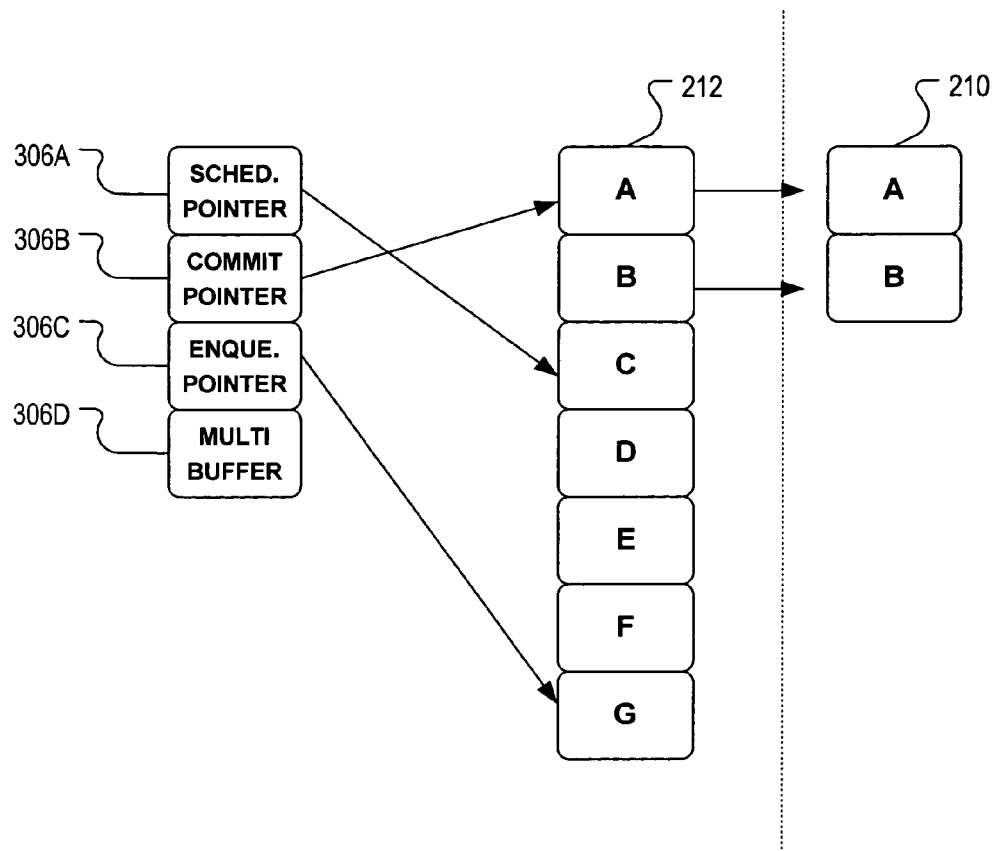 212
210
306A
SCHED.
POINTER
306B
COMMIT
POINTER
306C
ENQUE.
POINTER
306D
MULTI
BUFFER
A
B
C
D
E
F
G
A
B